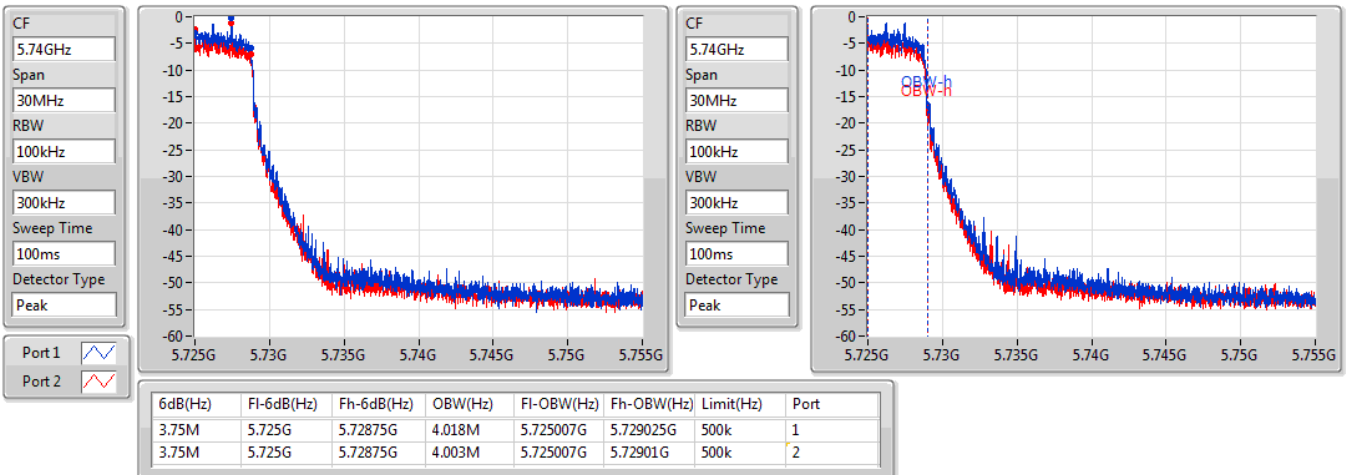 CF
5.74GHz
Span
30MHz
RBW
100kHz
VBW
300kHz
Sweep Time
100ms
Detector Type
Peak
Port 1
Port 2
0
-5
-10
-15
-20
-25
-30
-35
-40
-45
-50
-55
-60
5.725G 5.73G 5.735G 5.74G 5.745G 5.75G 5.755G
CF
5.74GHz
Span
30MHz
RBW
100kHz
VBW
300kHz
Sweep Time
100ms
Detector Type
Peak
0
-5
-10
-15
-20
-25
-30
-35
-40
-45
-50
-55
-60
OBW-h
OBW-h
5.725G 5.73G 5.735G 5.74G 5.745G 5.75G 5.755G
6dB(Hz) Fl-6dB(Hz) Fh-6dB(Hz) OBW(Hz) Fl-OBW(Hz) Fh-OBW(Hz) Limit(Hz) Port
3.75M 5.725G 5.72875G 4.018M 5.725007G 5.729025G 500k 1
3.75M 5.725G 5.72875G 4.003M 5.725007G 5.72901G 500k 2